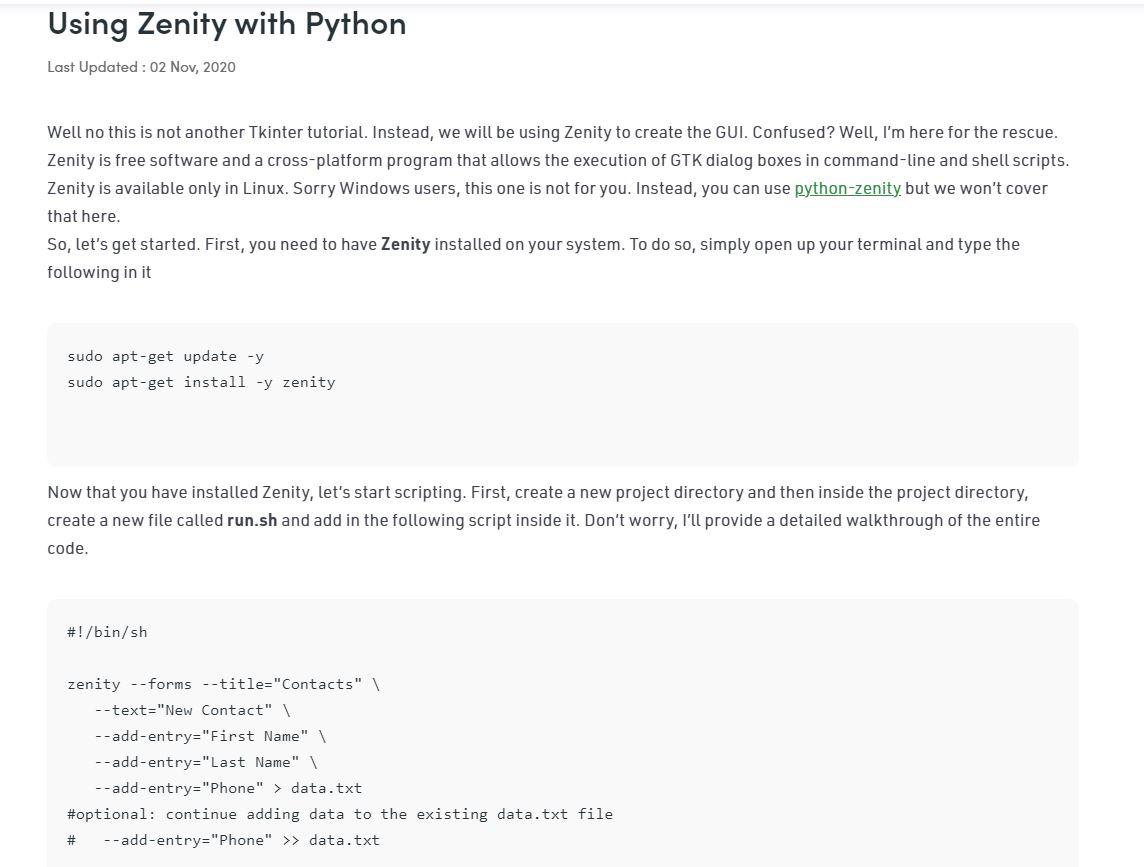 Using Zenity with Python
Last Updated : 02 Nov, 2020
Well no this is not another Tkinter tutorial. Instead, we will be using Zenity to create the GUI. Confused? Well, I’m here for the rescue.
Zenity is free software and a cross-platform program that allows the execution of GTK dialog boxes in command-line and shell scripts.
Zenity is available only in Linux. Sorry Windows users, this one is not for you. Instead, you can use python-zenity but we won’t cover
that here.
So, let’s get started. First, you need to have Zenity installed on your system. To do so, simply open up your terminal and type the
following in it
sudo apt-get update -y
sudo apt-get install -y zenity
Now that you have installed Zenity, let’s start scripting. First, create a new project directory and then inside the project directory,
create a new file called run.sh and add in the following script inside it. Don’t worry, I’ll provide a detailed walkthrough of the entire
code.
#!/bin/sh
zenity --forms --title="Contacts" \
   --text="New Contact" \
   --add-entry="First Name" \
   --add-entry="Last Name" \
   --add-entry="Phone" > data.txt
#optional: continue adding data to the existing data.txt file
#   --add-entry="Phone" >> data.txt